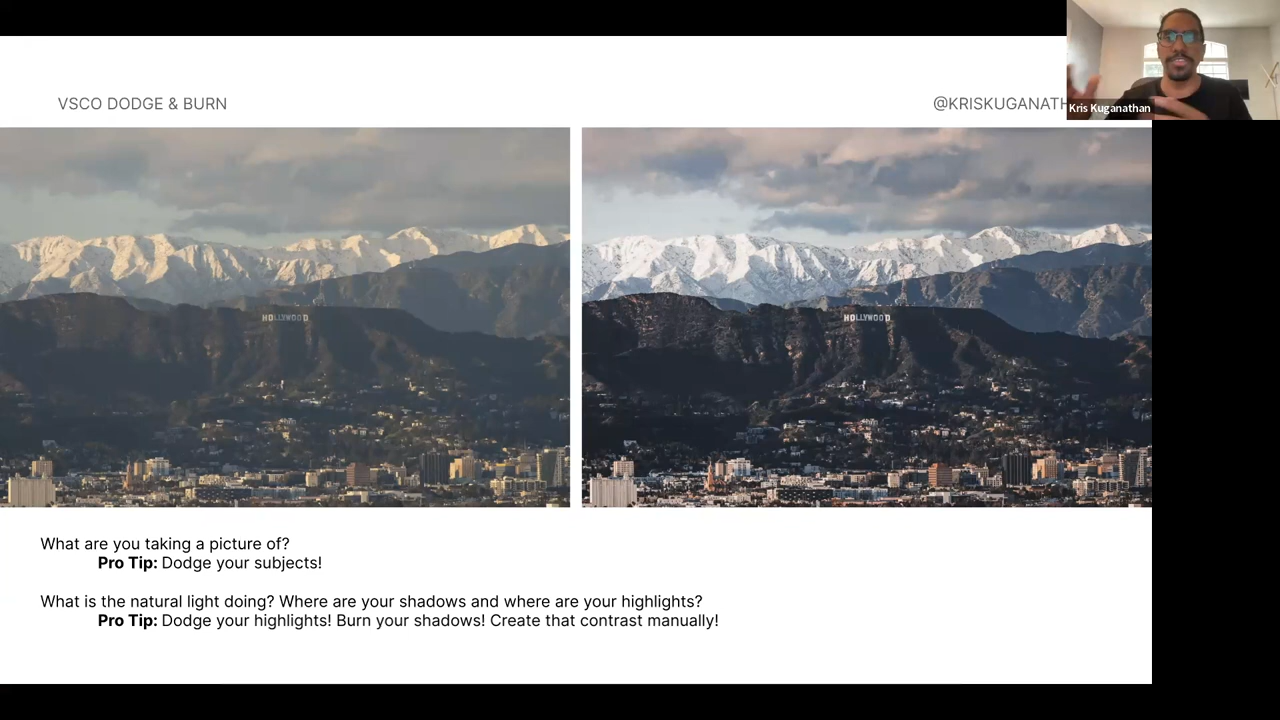 VSCO DODGE & BURN
@KRISKUGANATH
Kris Kuganathan
HOLLYWOOD
HOLLYWOOD
What are you taking a picture of?
Pro Tip: Dodge your subjects!
What is the natural light doing? Where are your shadows and where are your highlights?
Pro Tip: Dodge your highlights! Burn your shadows! Create that contrast manually!